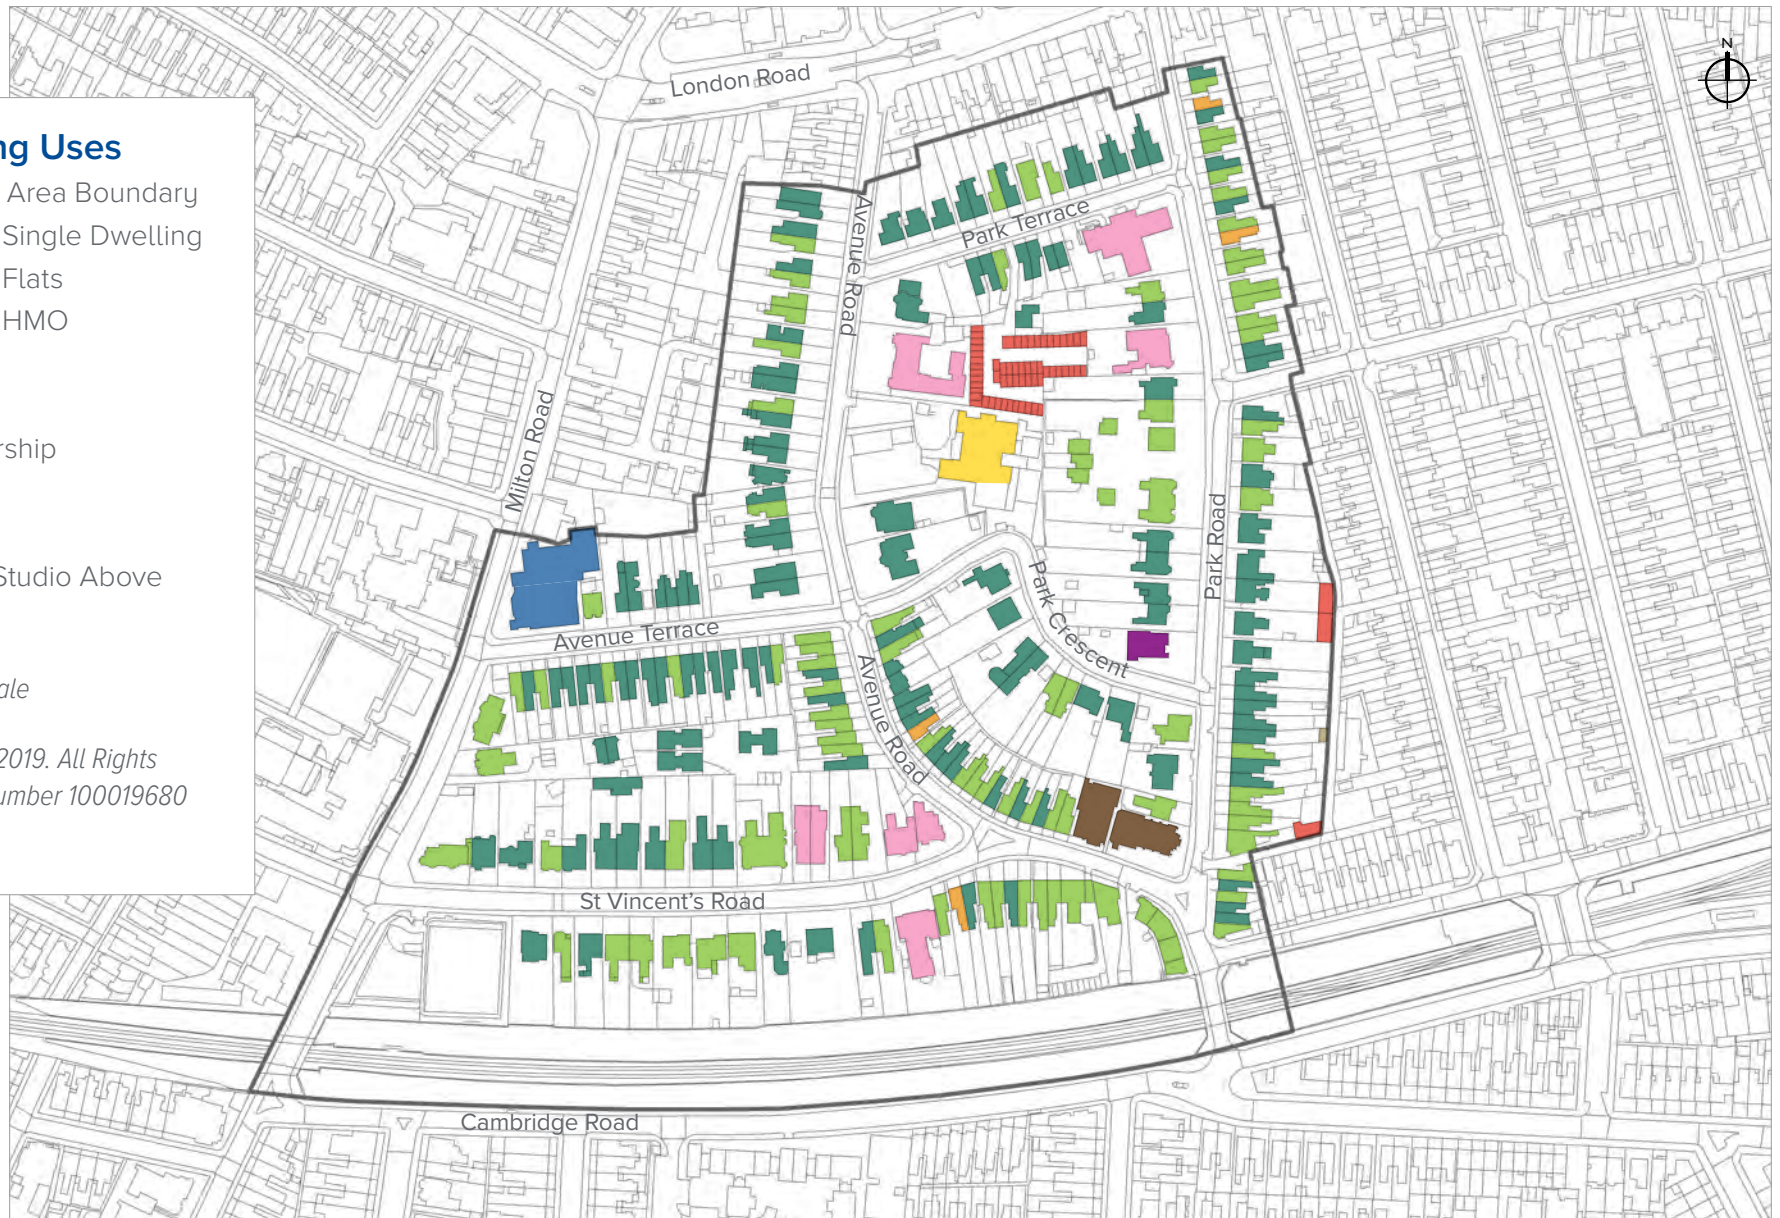 ng Uses
Area Boundary
Single Dwelling
Flats
HMO
rship
Studio Above
ale
2019. All Rights
umber 100019680
N
London Road
Avenue Road
Park Terrace
Milton Road
Park Road
Park Crescent
Avenue Terrace
Avenue Road
St Vincent's Road
Cambridge Road